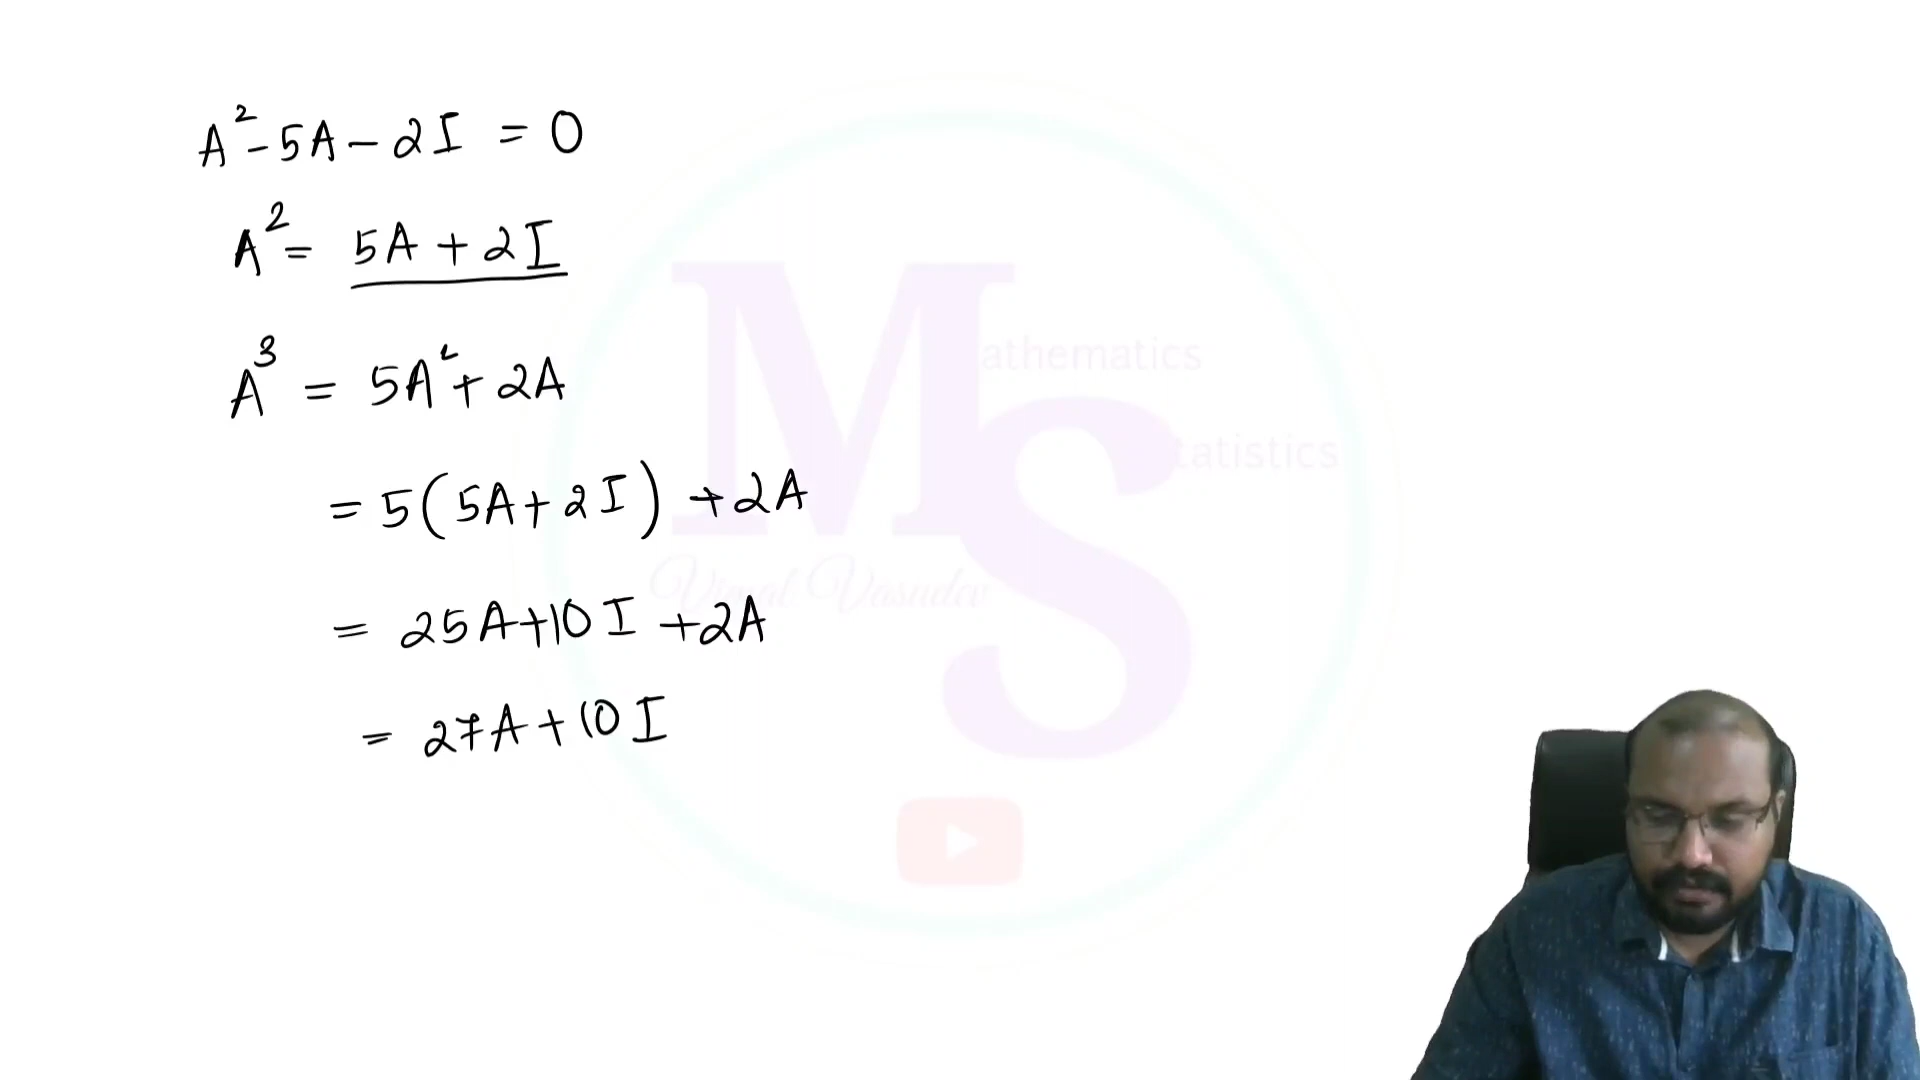 A² - 5A - 2I = 0
A² = 5A + 2I
A³ = 5A² + 2A
= 5(5A + 2I) + 2A
= 25A + 10I + 2A
= 27A + 10I
Mathematics
Statistics
Vimal Vasudev